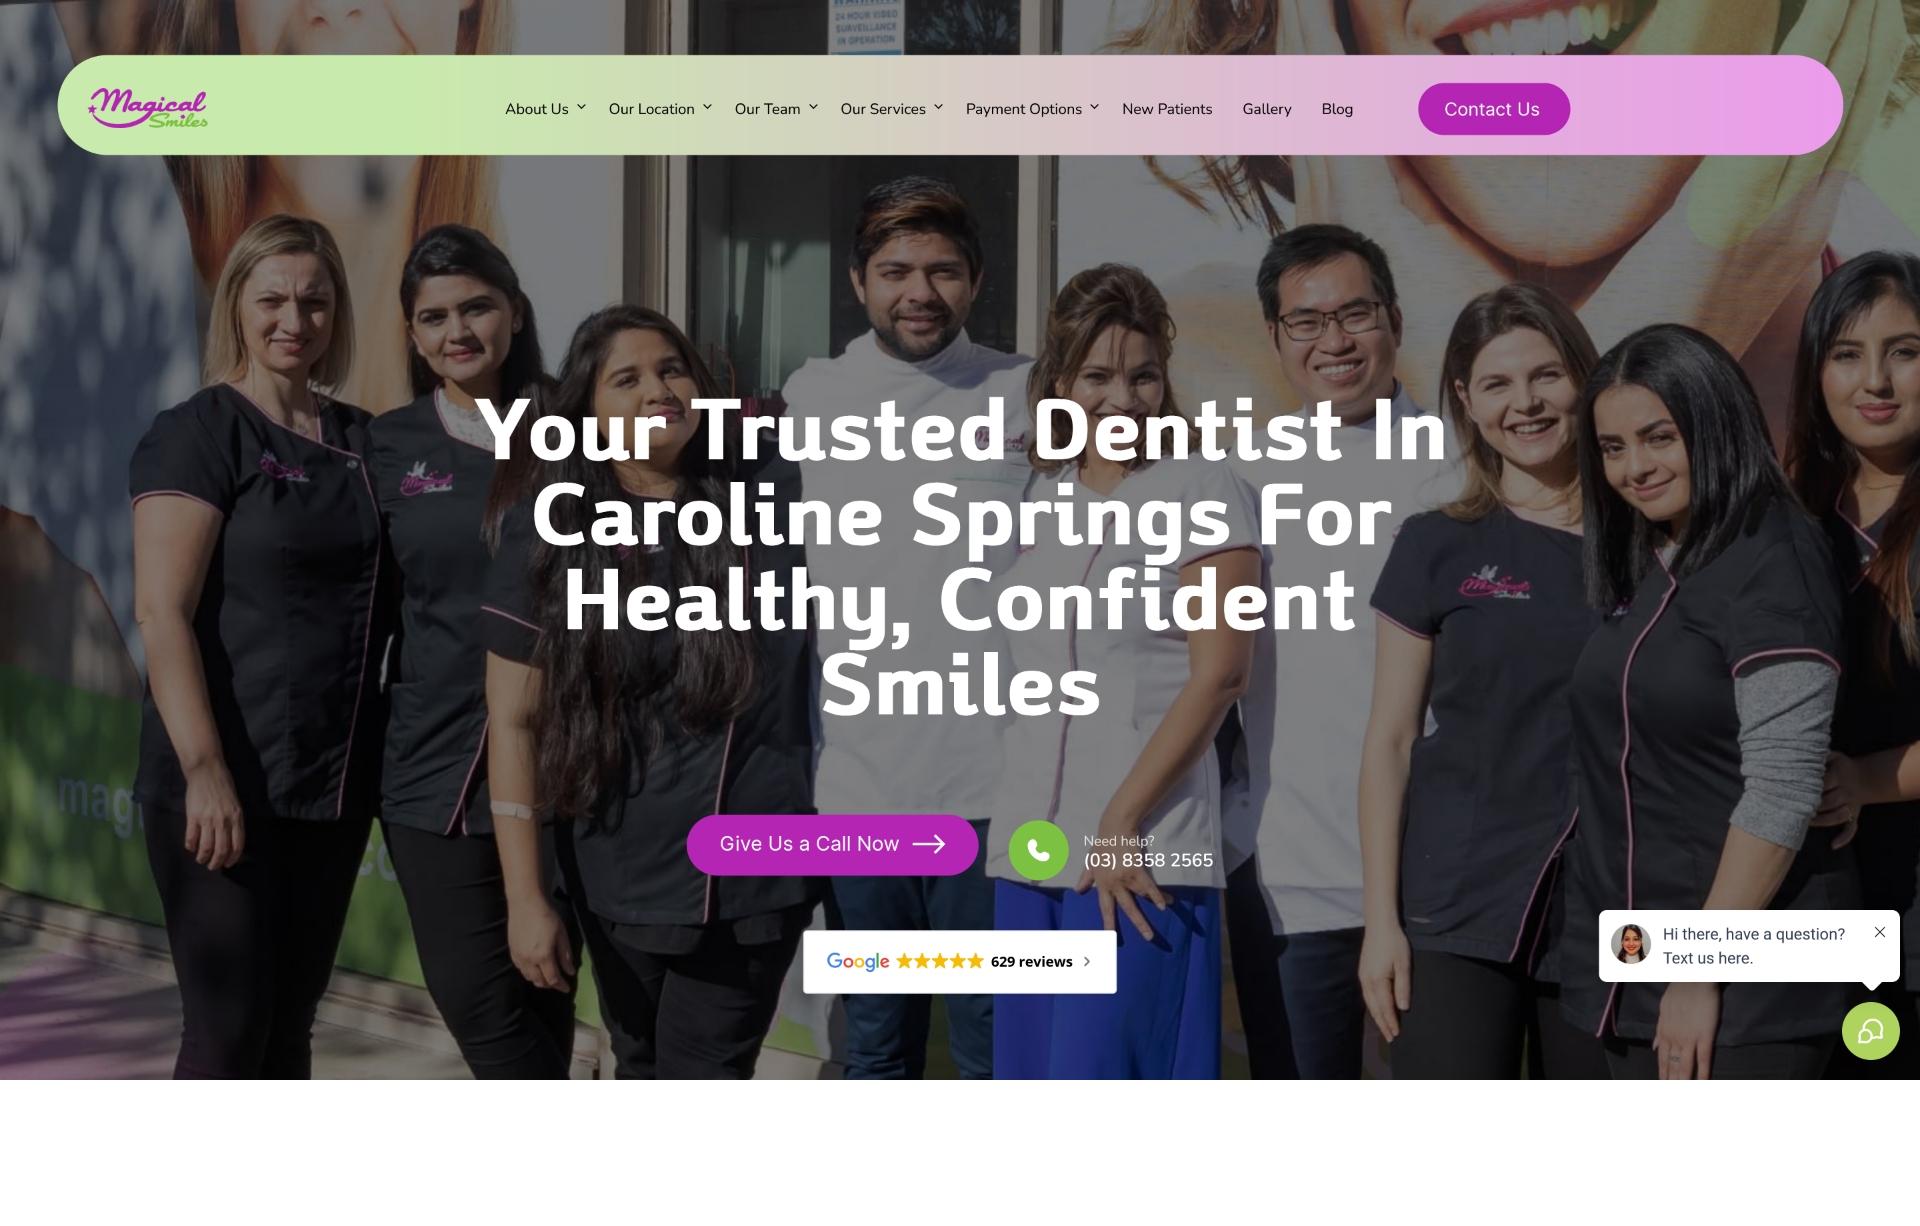 WARNING
24 HOUR VIDEO
SURVEILLANCE
IN OPERATION
Magical
Smiles
About Us
Our Location
Our Team
Our Services
Payment Options
New Patients
Gallery
Blog
Contact Us
Your Trusted Dentist In
Caroline Springs For
Healthy, Confident
Smiles
Give Us a Call Now
Need help?
(03) 8358 2565
Google 629 reviews
Hi there, have a question?
Text us here.